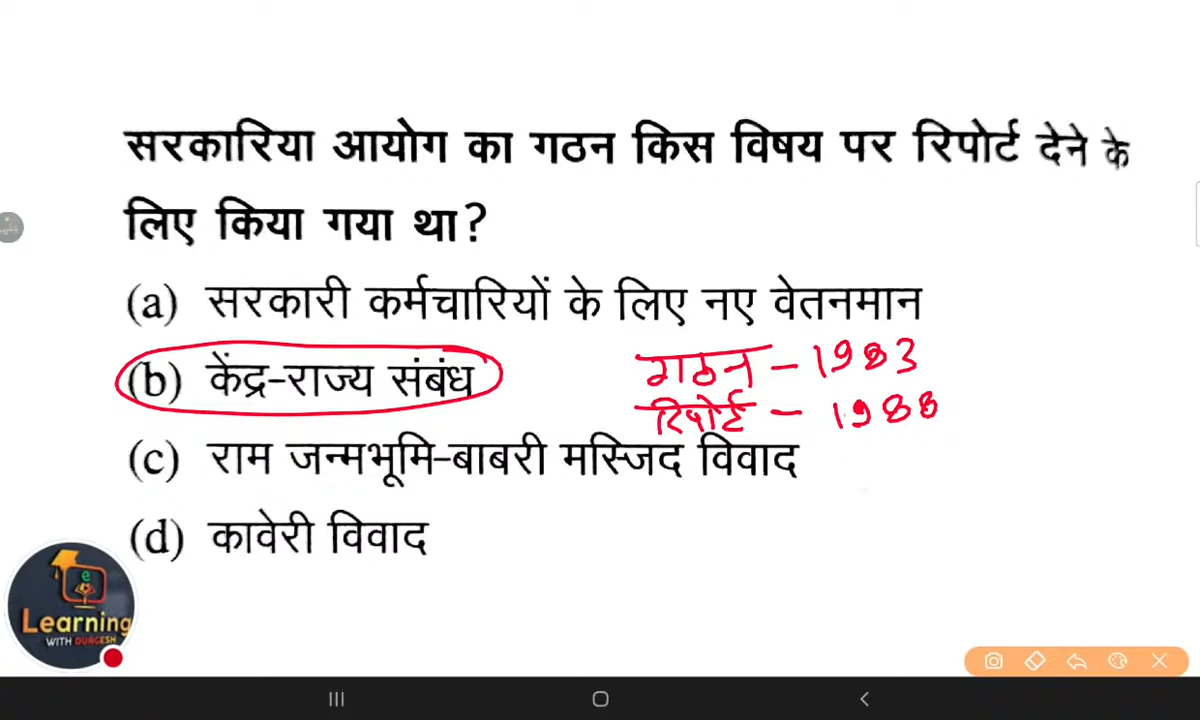 सरकारिया आयोग का गठन किस विषय पर रिपोर्ट देने के
लिए किया गया था?
(a) सरकारी कर्मचारियों के लिए नए वेतनमान
(b) केंद्र-राज्य संबंध
गठन - 1983
रिपोर्ट - 1988
(c) राम जन्मभूमि-बाबरी मस्जिद विवाद
(d) कावेरी विवाद
e
Learning
WITH DURGESH